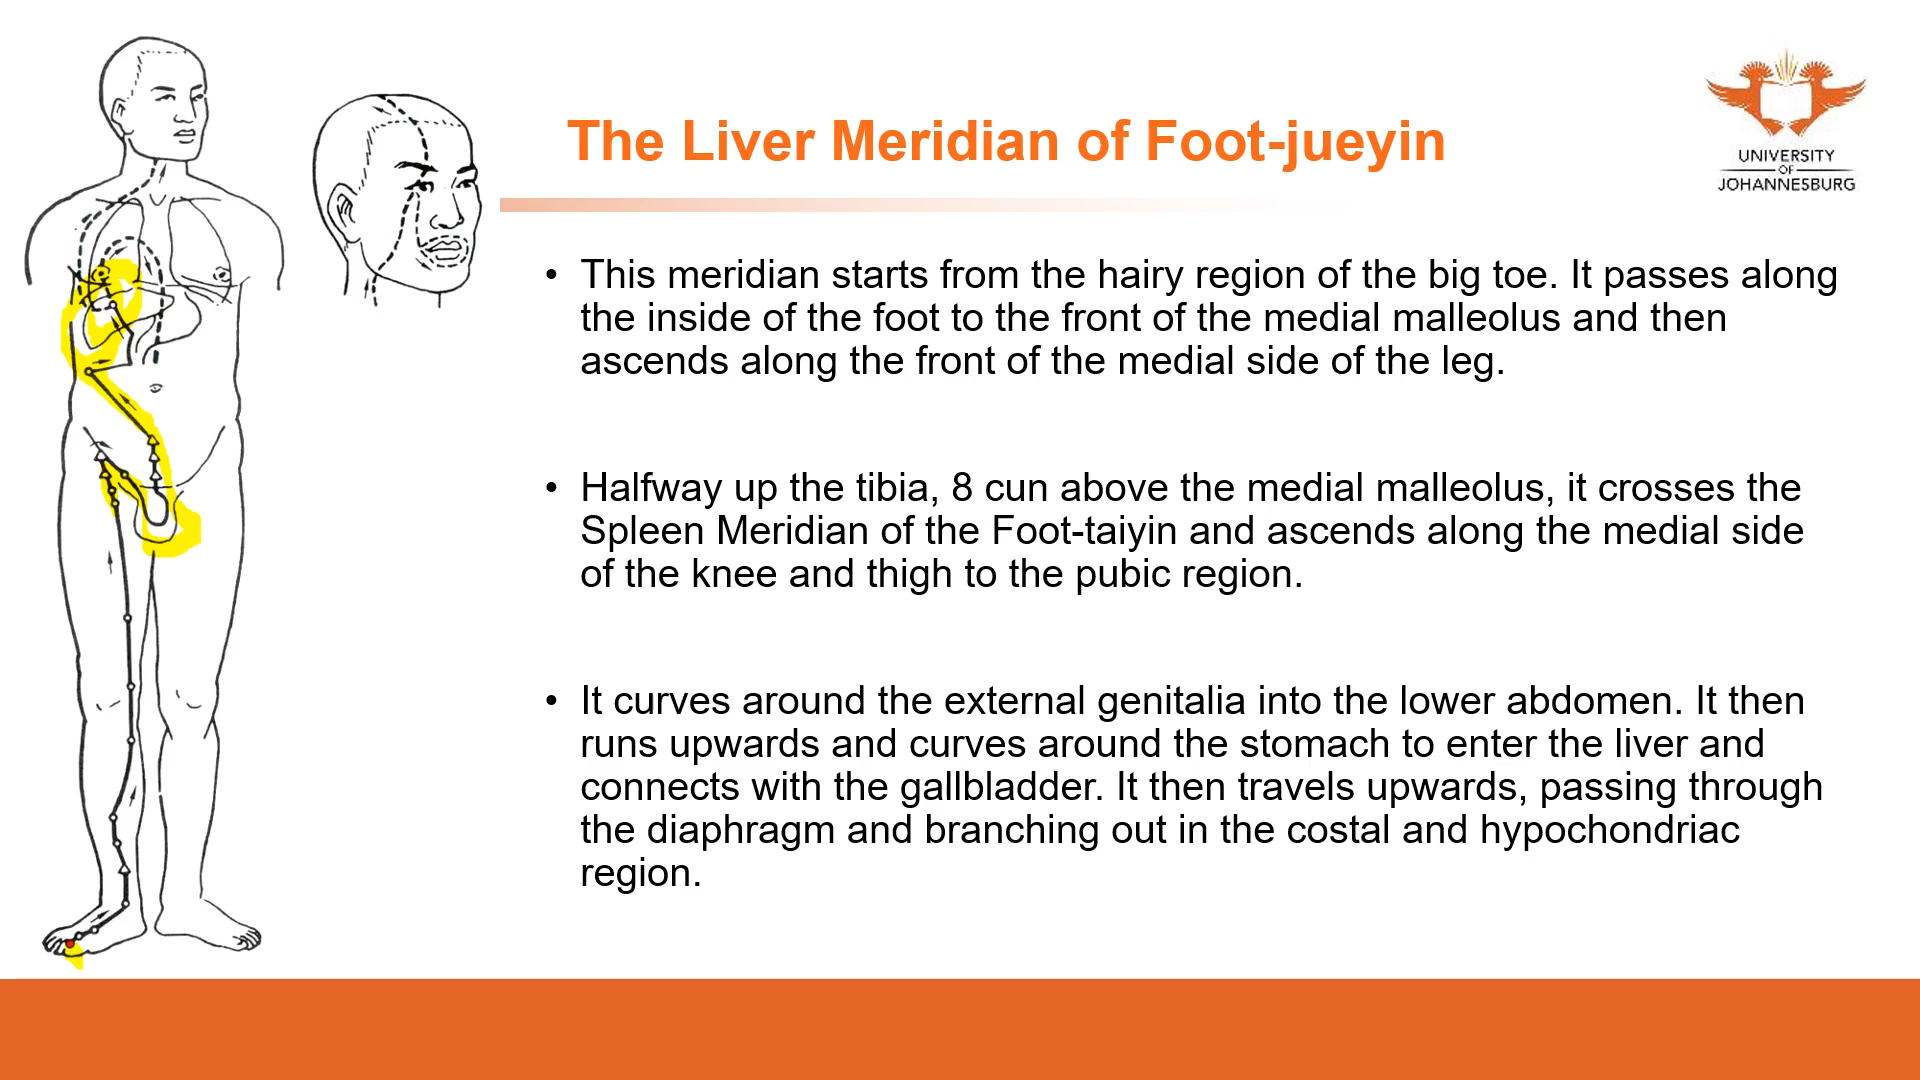 The Liver Meridian of Foot-jueyin
UNIVERSITY
OF
JOHANNESBURG
• This meridian starts from the hairy region of the big toe. It passes along
the inside of the foot to the front of the medial malleolus and then
ascends along the front of the medial side of the leg.
• Halfway up the tibia, 8 cun above the medial malleolus, it crosses the
Spleen Meridian of the Foot-taiyin and ascends along the medial side
of the knee and thigh to the pubic region.
• It curves around the external genitalia into the lower abdomen. It then
runs upwards and curves around the stomach to enter the liver and
connects with the gallbladder. It then travels upwards, passing through
the diaphragm and branching out in the costal and hypochondriac
region.